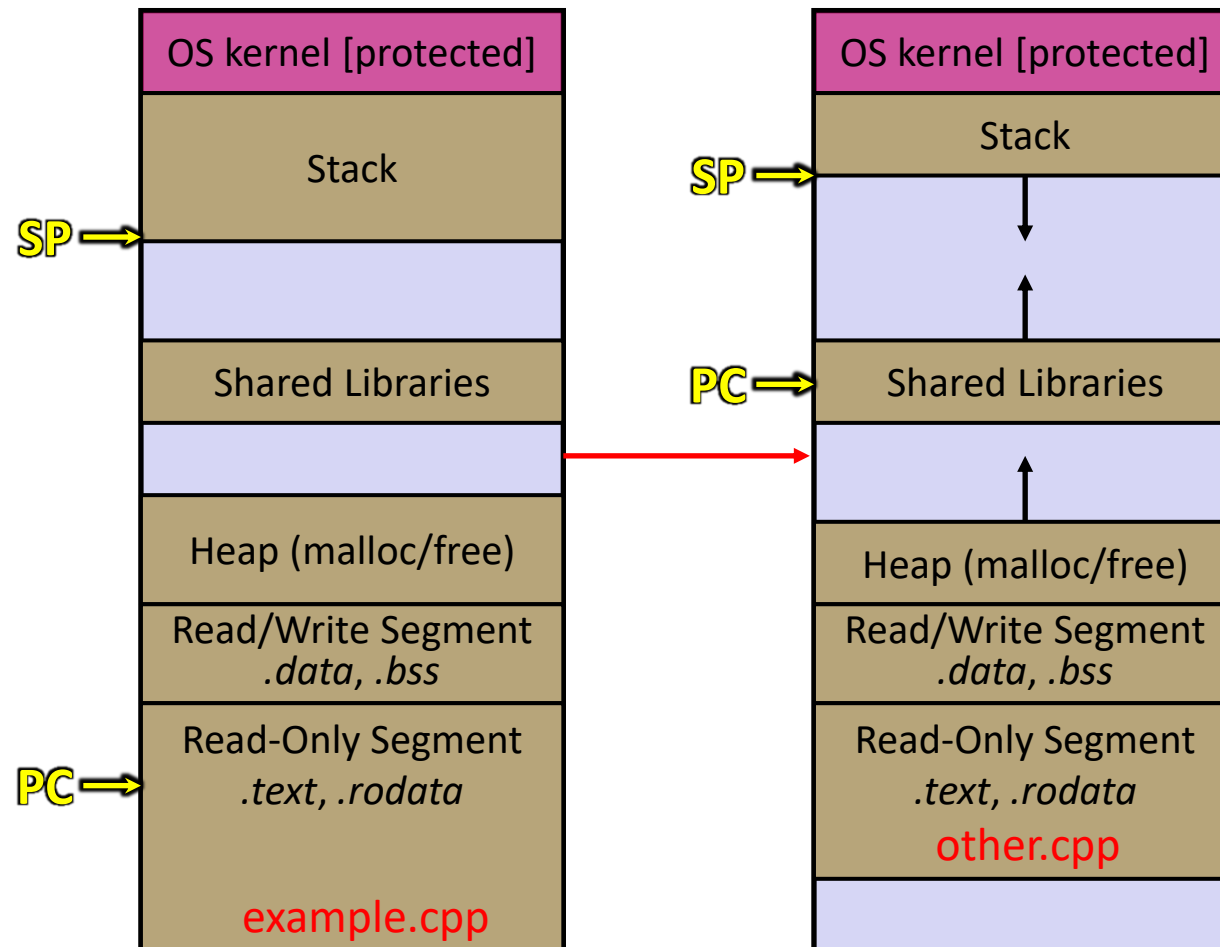 OS kernel [protected]
Stack
SP
Shared Libraries
Heap (malloc/free)
Read/Write Segment
.data, .bss
Read-Only Segment
PC
.text, .rodata
example.cpp
OS kernel [protected]
Stack
SP
PC
Shared Libraries
Heap (malloc/free)
Read/Write Segment
.data, .bss
Read-Only Segment
.text, .rodata
other.cpp